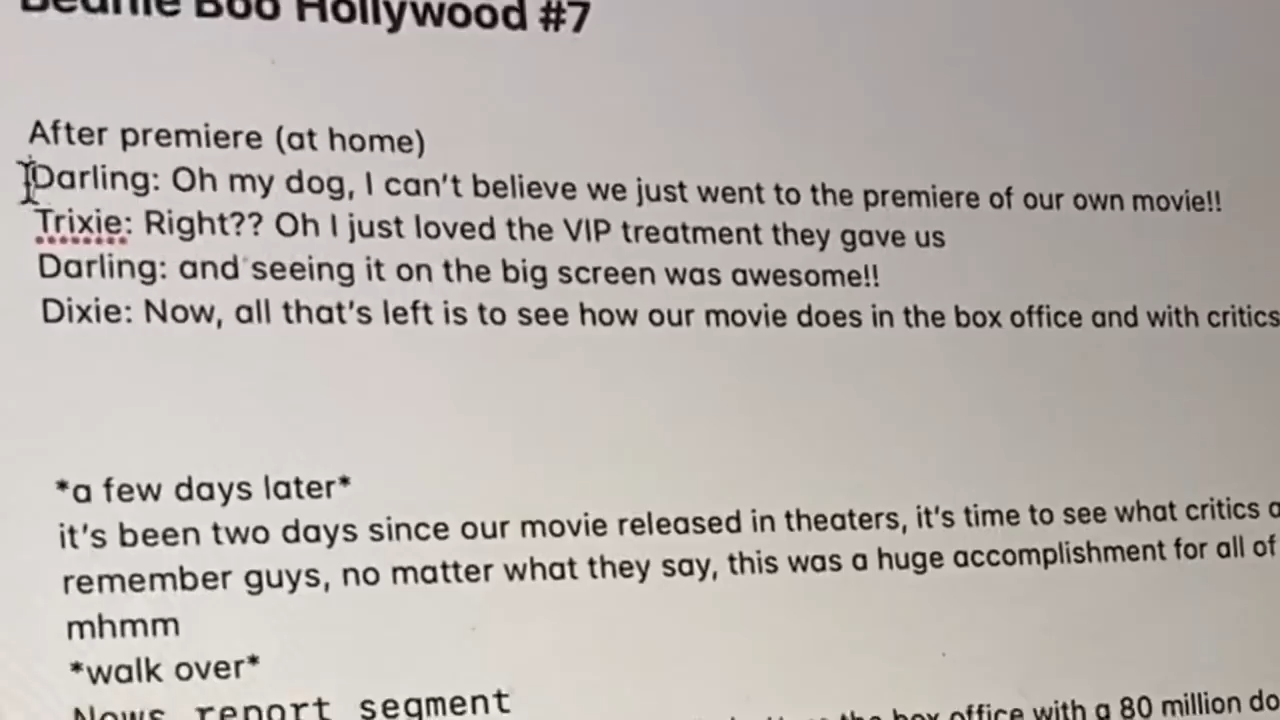 Beanie Boo Hollywood #7
After premiere (at home)
Darling: Oh my dog, I can't believe we just went to the premiere of our own movie!!
Trixie: Right?? Oh I just loved the VIP treatment they gave us
Darling: and seeing it on the big screen was awesome!!
Dixie: Now, all that's left is to see how our movie does in the box office and with critics
*a few days later*
it's been two days since our movie released in theaters, it's time to see what critics
remember guys, no matter what they say, this was a huge accomplishment for all of
mhmm
*walk over*
News report segment
the box office with a 80 million